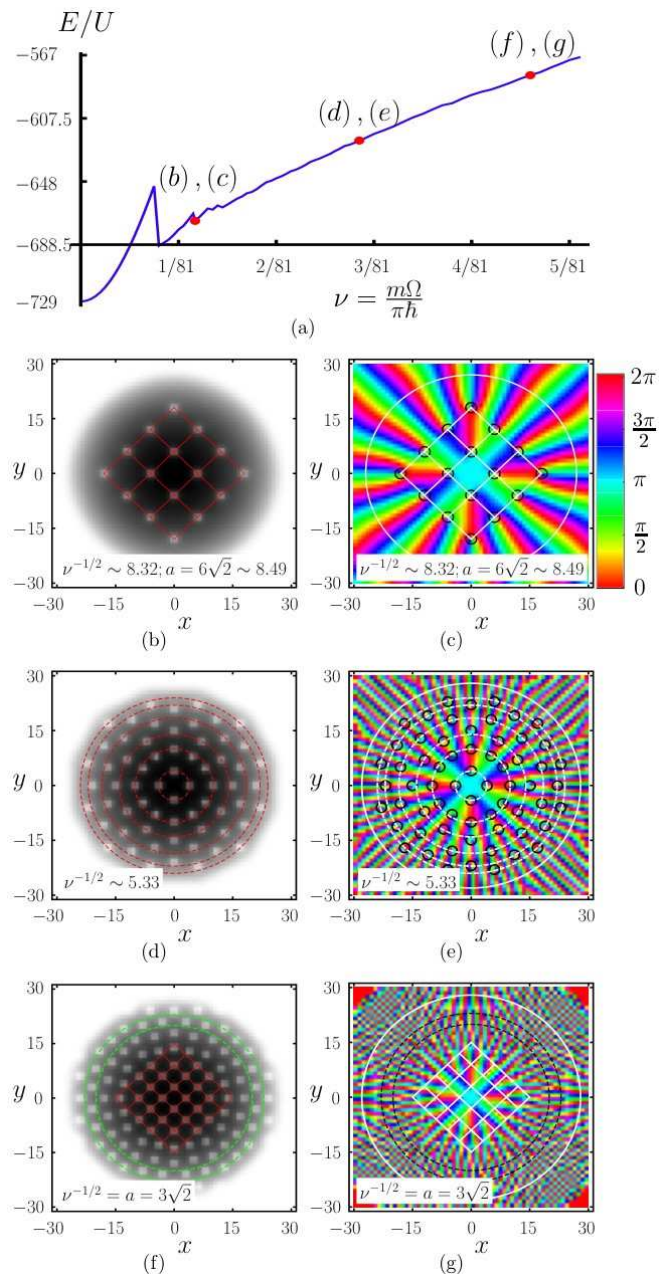 E/U
−567
(f) , (g)
−607.5
(d) , (e)
−648
(b) , (c)
−688.5
1/81 2/81 3/81 4/81 5/81
−729
ν = mΩ/πℏ
(a)
30
15
y 0
−15
−30
ν^{−1/2} ∼ 8.32; a = 6√2 ∼ 8.49
−30 −15 0 15 30
x
(b)
30
15
y 0
−15
−30
ν^{−1/2} ∼ 8.32; a = 6√2 ∼ 8.49
−30 −15 0 15 30
x
(c)
2π
3π/2
π
π/2
0
30
15
y 0
−15
−30
ν^{−1/2} ∼ 5.33
−30 −15 0 15 30
x
(d)
30
15
y 0
−15
−30
ν^{−1/2} ∼ 5.33
−30 −15 0 15 30
x
(e)
30
15
y 0
−15
−30
ν^{−1/2} = a = 3√2
−30 −15 0 15 30
x
(f)
30
15
y 0
−15
−30
ν^{−1/2} = a = 3√2
−30 −15 0 15 30
x
(g)